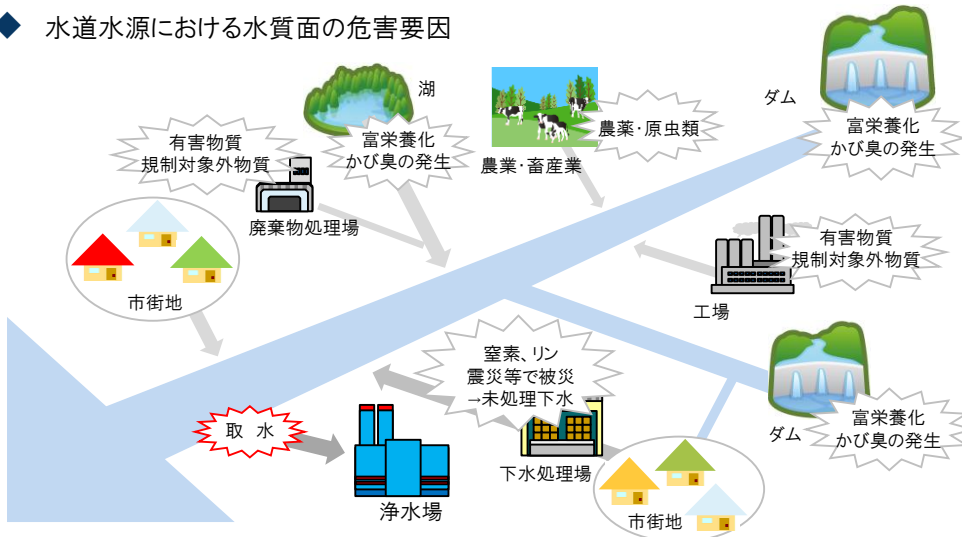 ◆ 水道水源における水質面の危害要因
湖
ダム
有害物質
規制対象外物質
富栄養化
かび臭の発生
農薬・原虫類
富栄養化
かび臭の発生
農業・畜産業
廃棄物処理場
有害物質
規制対象外物質
市街地
工場
窒素、リン
震災等で被災
→未処理下水
取 水
ダム
富栄養化
かび臭の発生
下水処理場
浄水場
市街地